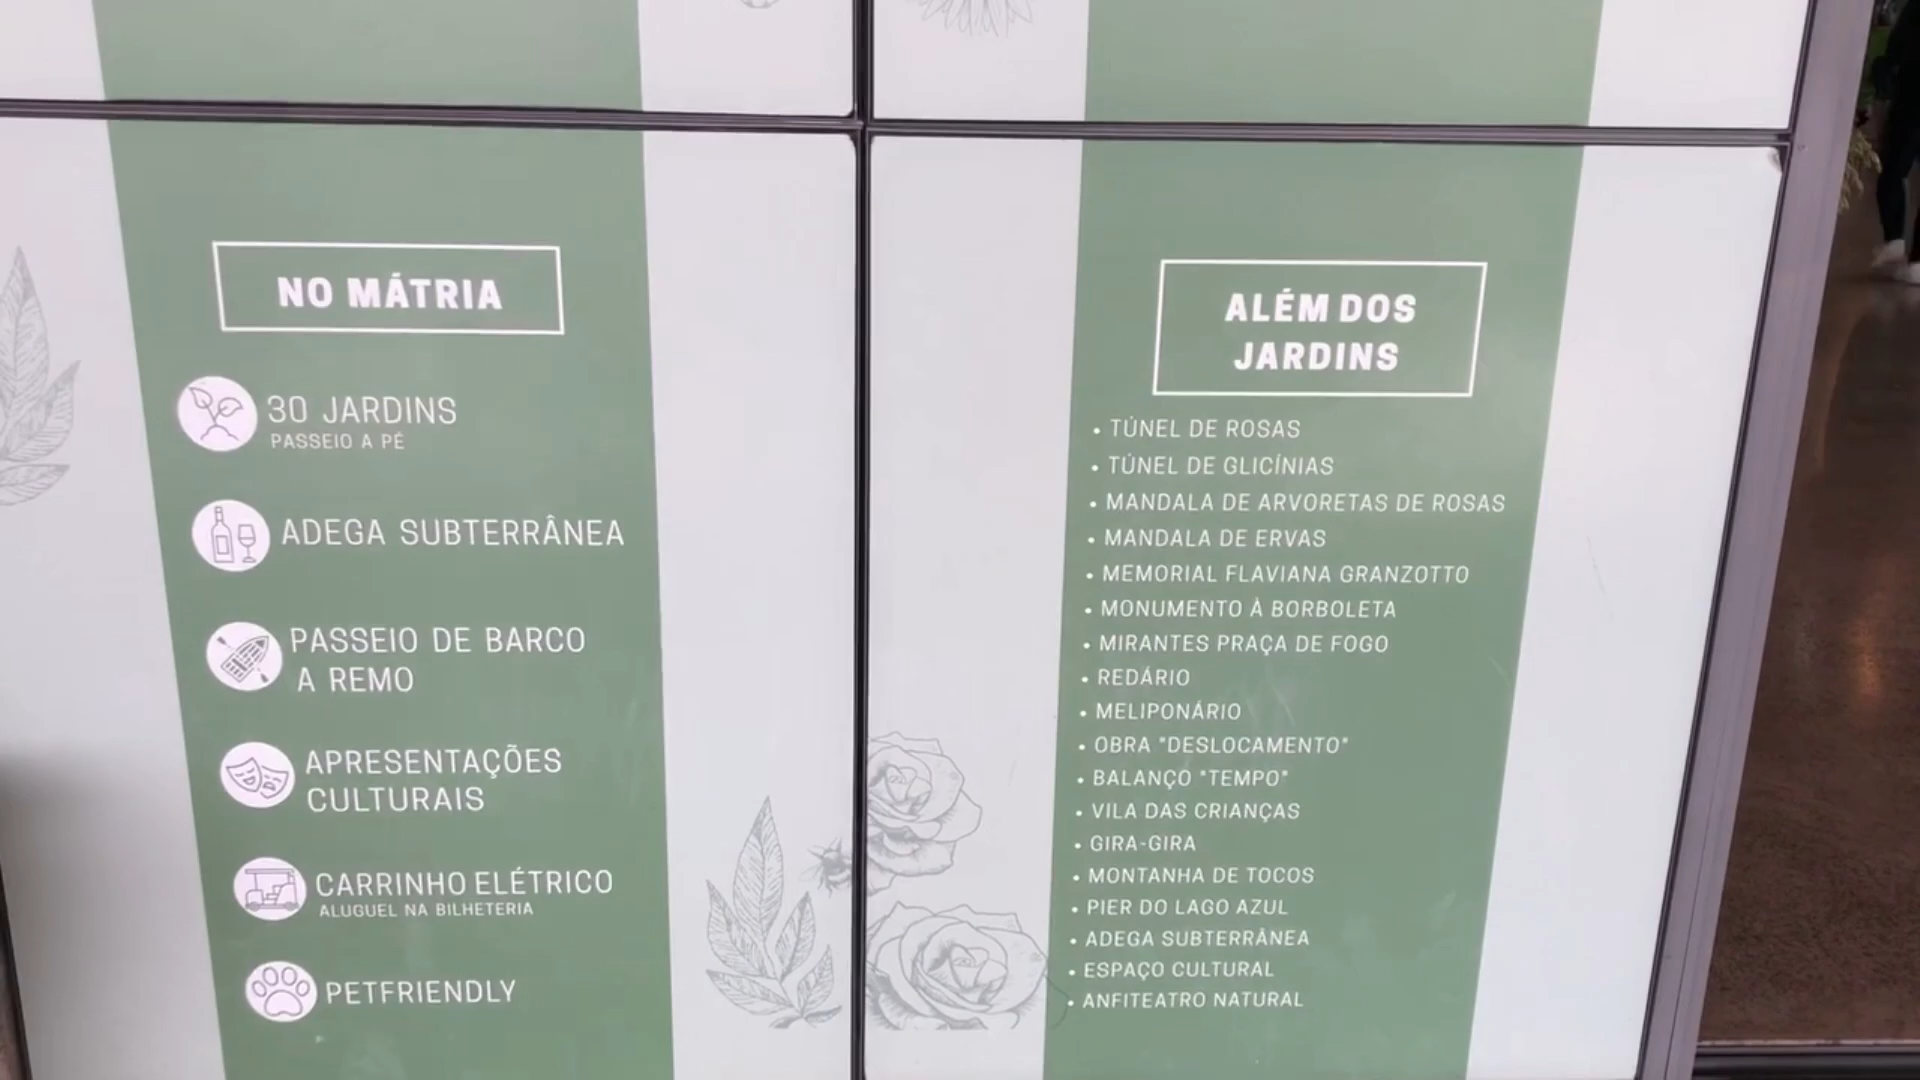 NO MÁTRIA
30 JARDINS
PASSEIO A PÉ
ADEGA SUBTERRÂNEA
PASSEIO DE BARCO
A REMO
APRESENTAÇÕES
CULTURAIS
CARRINHO ELÉTRICO
ALUGUEL NA BILHETERIA
PETFRIENDLY
ALÉM DOS
JARDINS
• TÚNEL DE ROSAS
• TÚNEL DE GLICÍNIAS
• MANDALA DE ARVORETAS DE ROSAS
• MANDALA DE ERVAS
• MEMORIAL FLAVIANA GRANZOTTO
• MONUMENTO À BORBOLETA
• MIRANTES PRAÇA DE FOGO
• REDÁRIO
• MELIPONÁRIO
• OBRA "DESLOCAMENTO"
• BALANÇO "TEMPO"
• VILA DAS CRIANÇAS
• GIRA-GIRA
• MONTANHA DE TOCOS
• PIER DO LAGO AZUL
• ADEGA SUBTERRÂNEA
• ESPAÇO CULTURAL
• ANFITEATRO NATURAL